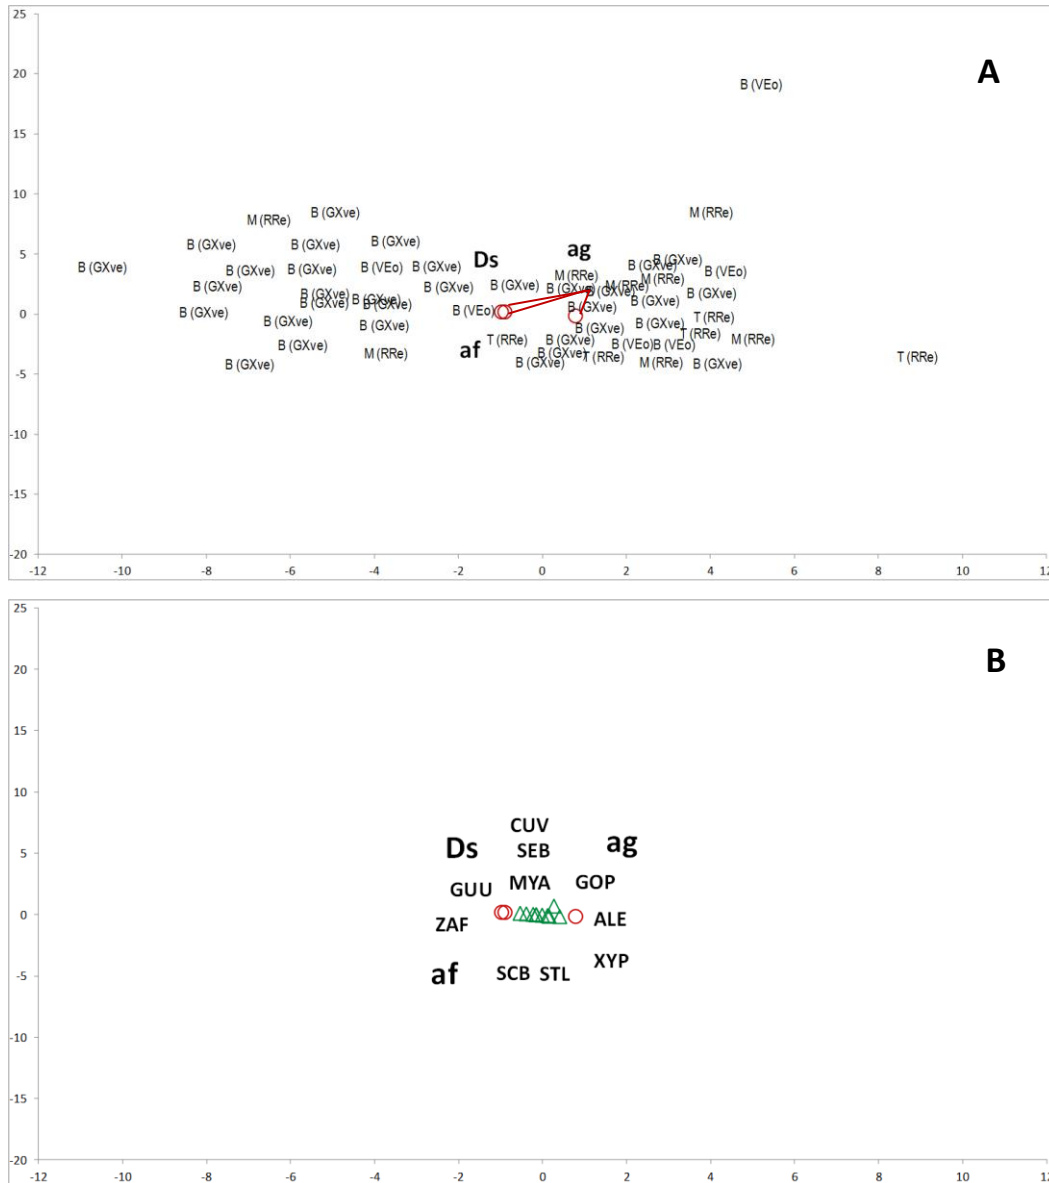 25
A
20
B (VEo)
15
10
B (GXve) M (RRe)
M (RRe)
B (GXve) B (GXve) B (GXve) Ds ag
5
B (GXve) B (GXve)
B (GXve) B (GXve) B (GXve) B (VEo) B (GXve) M (RRe) M (RRe) B (VEo)
B (GXve) B (GXve) B (GXve) B (GXve) M (RRe)
B (GXve) B (GXve) B (GXve) B (GXve)
B (GXve) B (GXve) B (GXve) B (GXve)
0
B (GXve) B (VEo) T (RRe)
B (GXve) B (GXve) B (GXve) B (GXve)
T (RRe)
B (GXve) T (RRe) B (GXve) B (VEo) B (VEo) M (RRe)
af
M (RRe) B (GXve) T (RRe) T (RRe)
-5
B (GXve) B (GXve) M (RRe) B (GXve)
-10
-15
-20
-12 -10 -8 -6 -4 -2 0 2 4 6 8 10 12
25
B
20
15
10
CUV
Ds SEB ag
5
GUU MYA GOP
0
ZAF ALE
XYP
af SCB STL
-5
-10
-15
-20
-12 -10 -8 -6 -4 -2 0 2 4 6 8 10 12